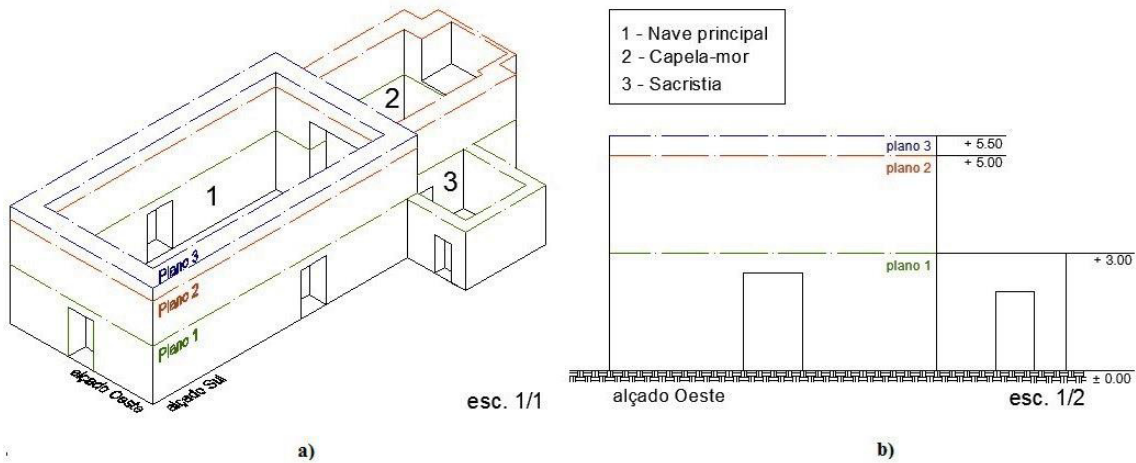 1
2
3
Plano 3
Plano 2
Plano 1
alçado Oeste
alçado Sul
esc. 1/1
a)
1 - Nave principal
2 - Capela-mor
3 - Sacristia
plano 3
+ 5.50
plano 2
+ 5.00
plano 1
+ 3.00
± 0.00
alçado Oeste
esc. 1/2
b)